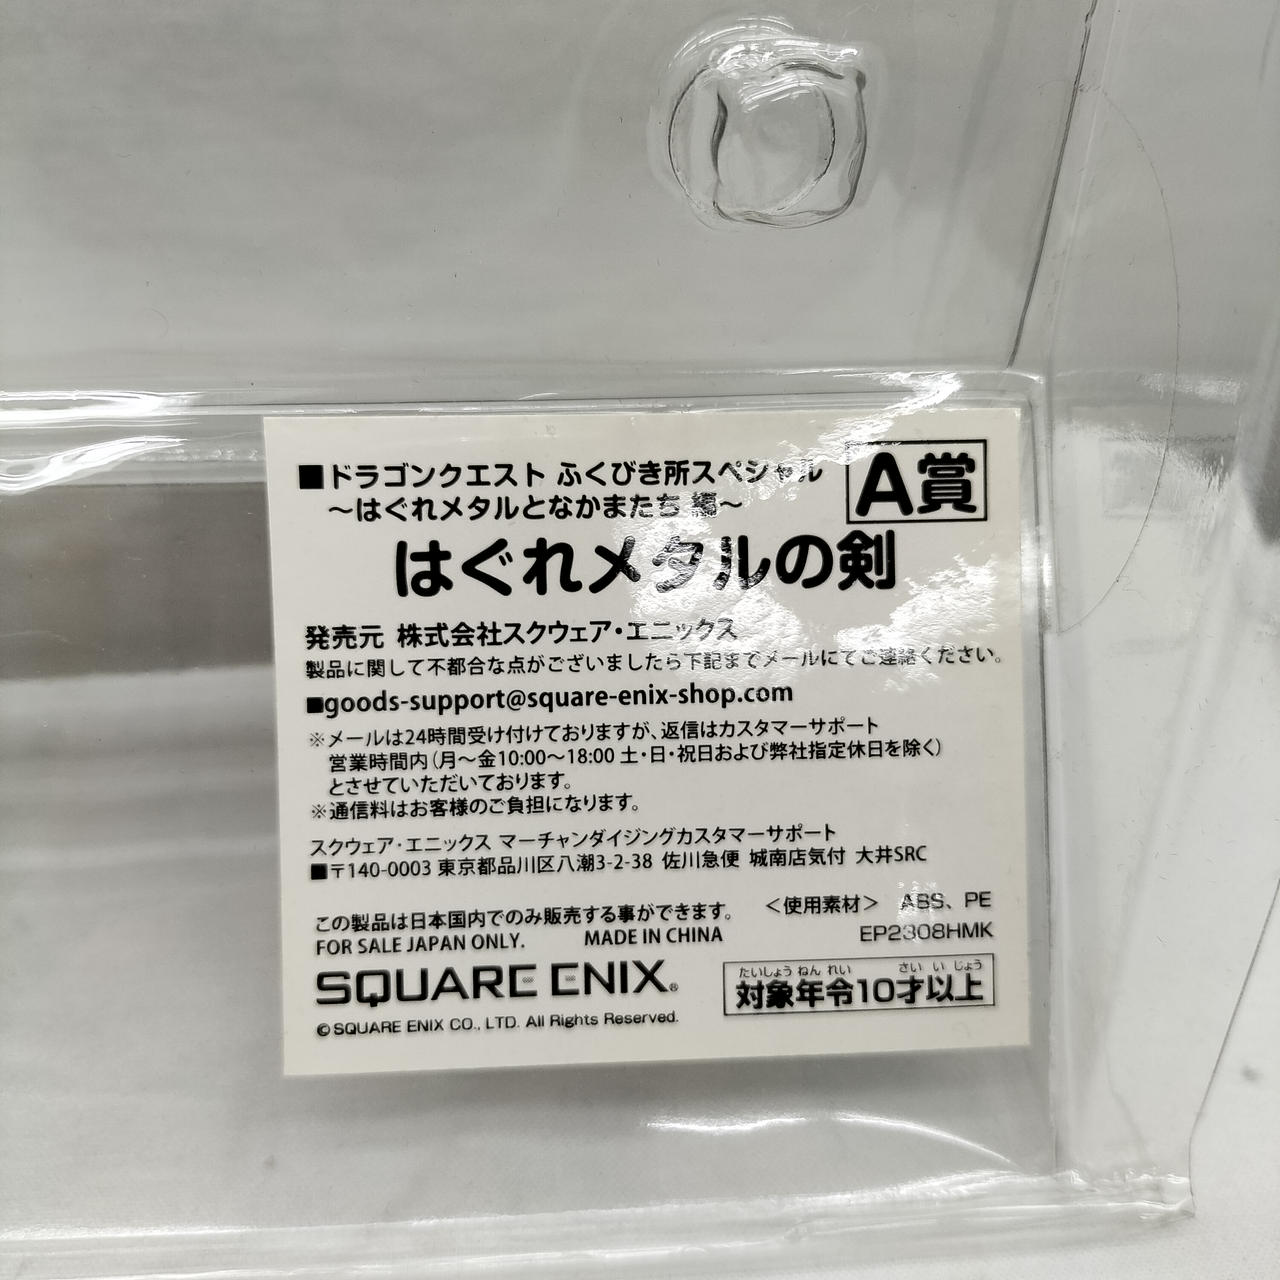 ■ドラゴンクエスト ふくびき所スペシャル
～はぐれメタルとなかまたち 編～
A賞
はぐれメタルの剣
発売元 株式会社スクウェア・エニックス
製品に関して不都合な点がございましたら下記までメールにてご連絡ください。
■goods-support@square-enix-shop.com
※メールは24時間受け付けておりますが、返信はカスタマーサポート
営業時間内(月～金10:00～18:00 土・日・祝日および弊社指定休日を除く)
とさせていただいております。
※通信料はお客様のご負担になります。
スクウェア・エニックス マーチャンダイジングカスタマーサポート
■〒140-0003 東京都品川区八潮3-2-38 佐川急便 城南店気付 大井SRC
この製品は日本国内でのみ販売する事ができます。 ＜使用素材＞ ABS、PE
FOR SALE JAPAN ONLY. MADE IN CHINA EP2308HMK
SQUARE ENIX®
たいしょう ねん れい さい い じょう
対象年令10才以上
©SQUARE ENIX CO., LTD. All Rights Reserved.